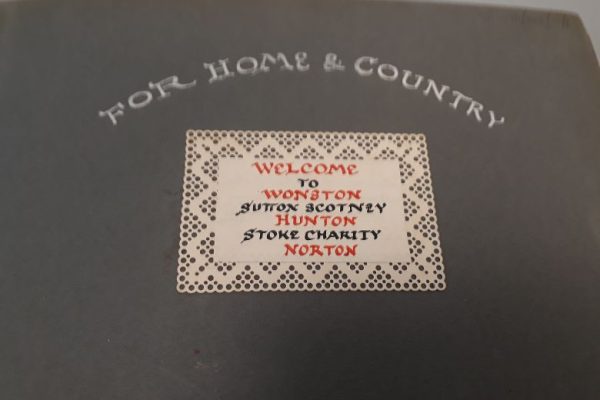 FOR HOME & COUNTRY
WELCOME
TO
WONSTON
SUTTON SCOTNEY
HUNTON
STOKE CHARITY
NORTON